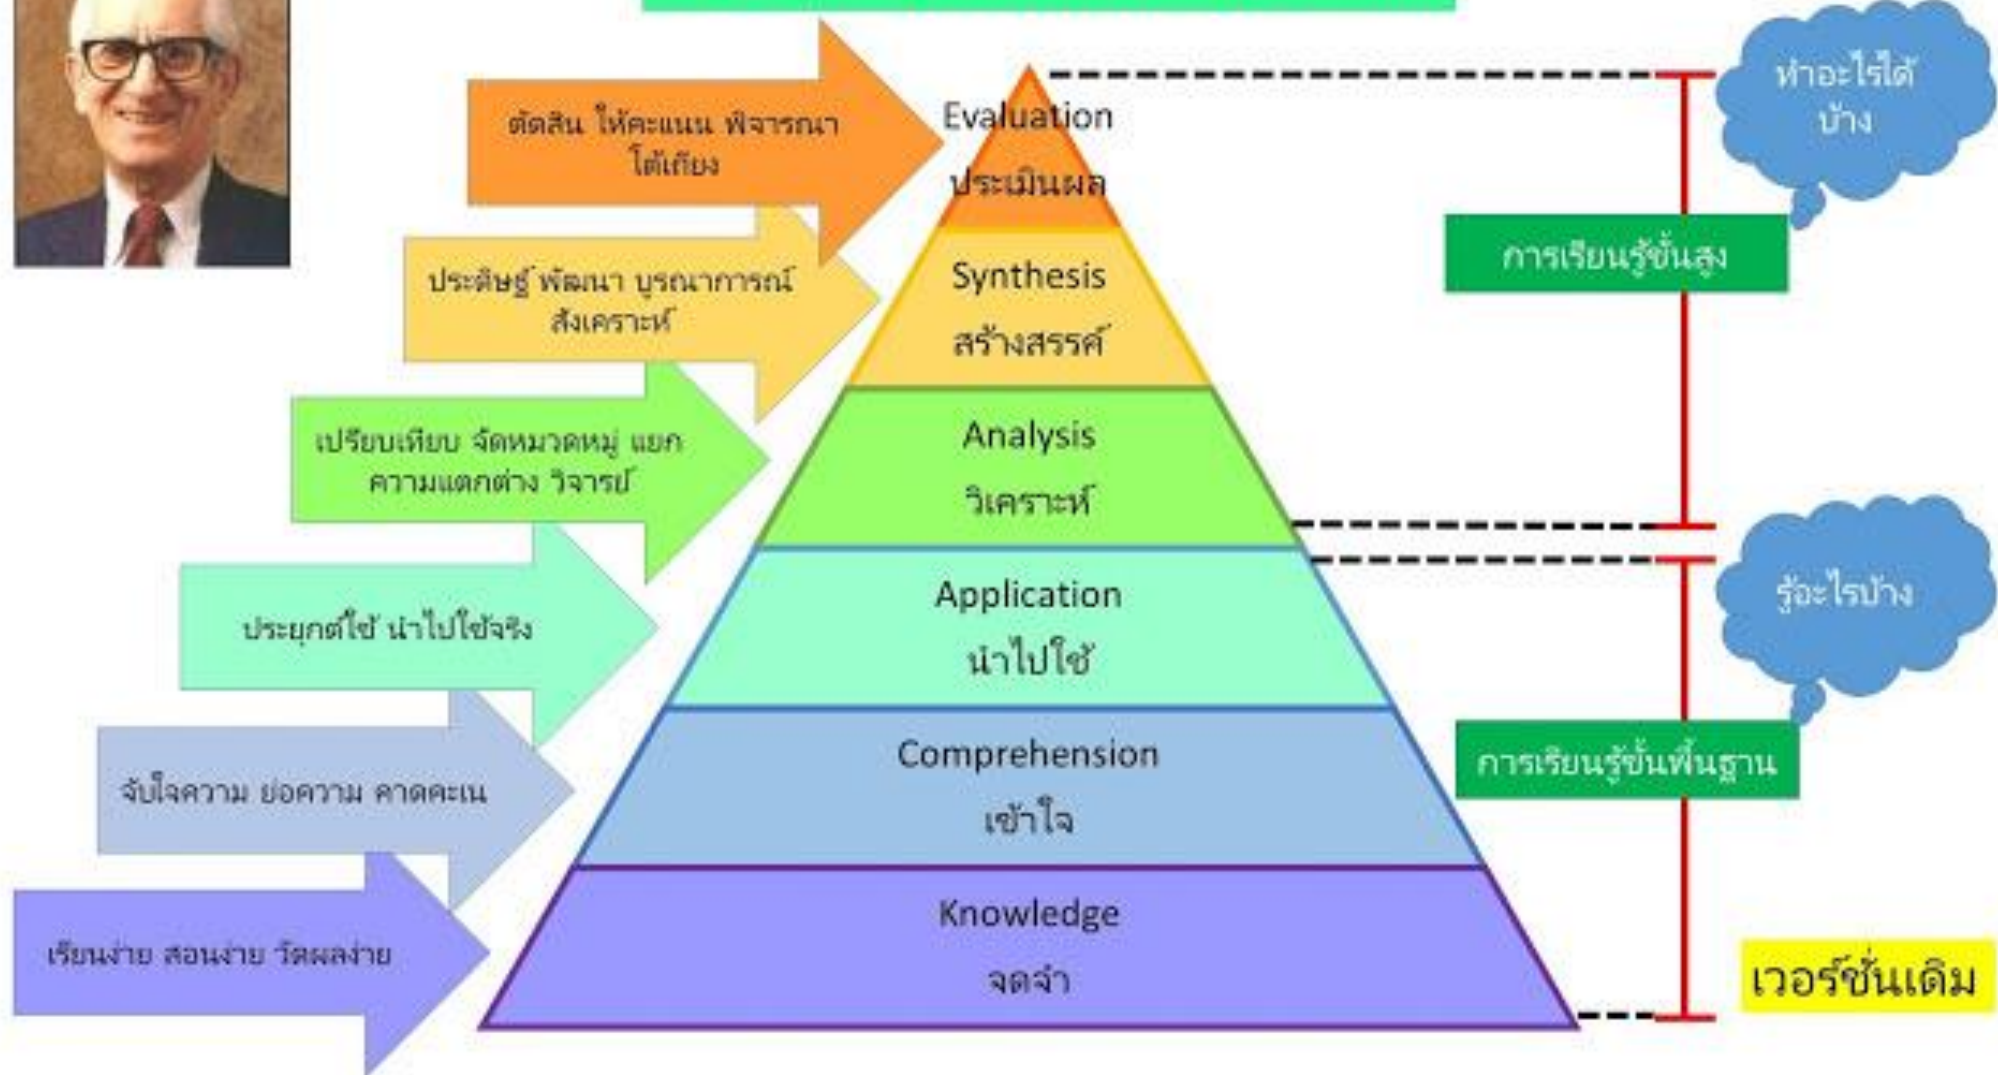 ตัดสิน ให้คะแนน พิจารณา
โต้เถียง
Evaluation
ประเมินผล
ทำอะไรได้
บ้าง
การเรียนรู้ขั้นสูง
ประดิษฐ์ พัฒนา บูรณาการณ์
สังเคราะห์
Synthesis
สร้างสรรค์
เปรียบเทียบ จัดหมวดหมู่ แยก
ความแตกต่าง วิจารย์
Analysis
วิเคราะห์
ประยุกต์ใช้ นำไปใช้จริง
Application
นำไปใช้
รู้อะไรบ้าง
การเรียนรู้ขั้นพื้นฐาน
จับใจความ ย่อความ คาดคะเน
Comprehension
เข้าใจ
เรียนง่าย สอนง่าย วัดผลง่าย
Knowledge
จดจำ
เวอร์ชั่นเดิม